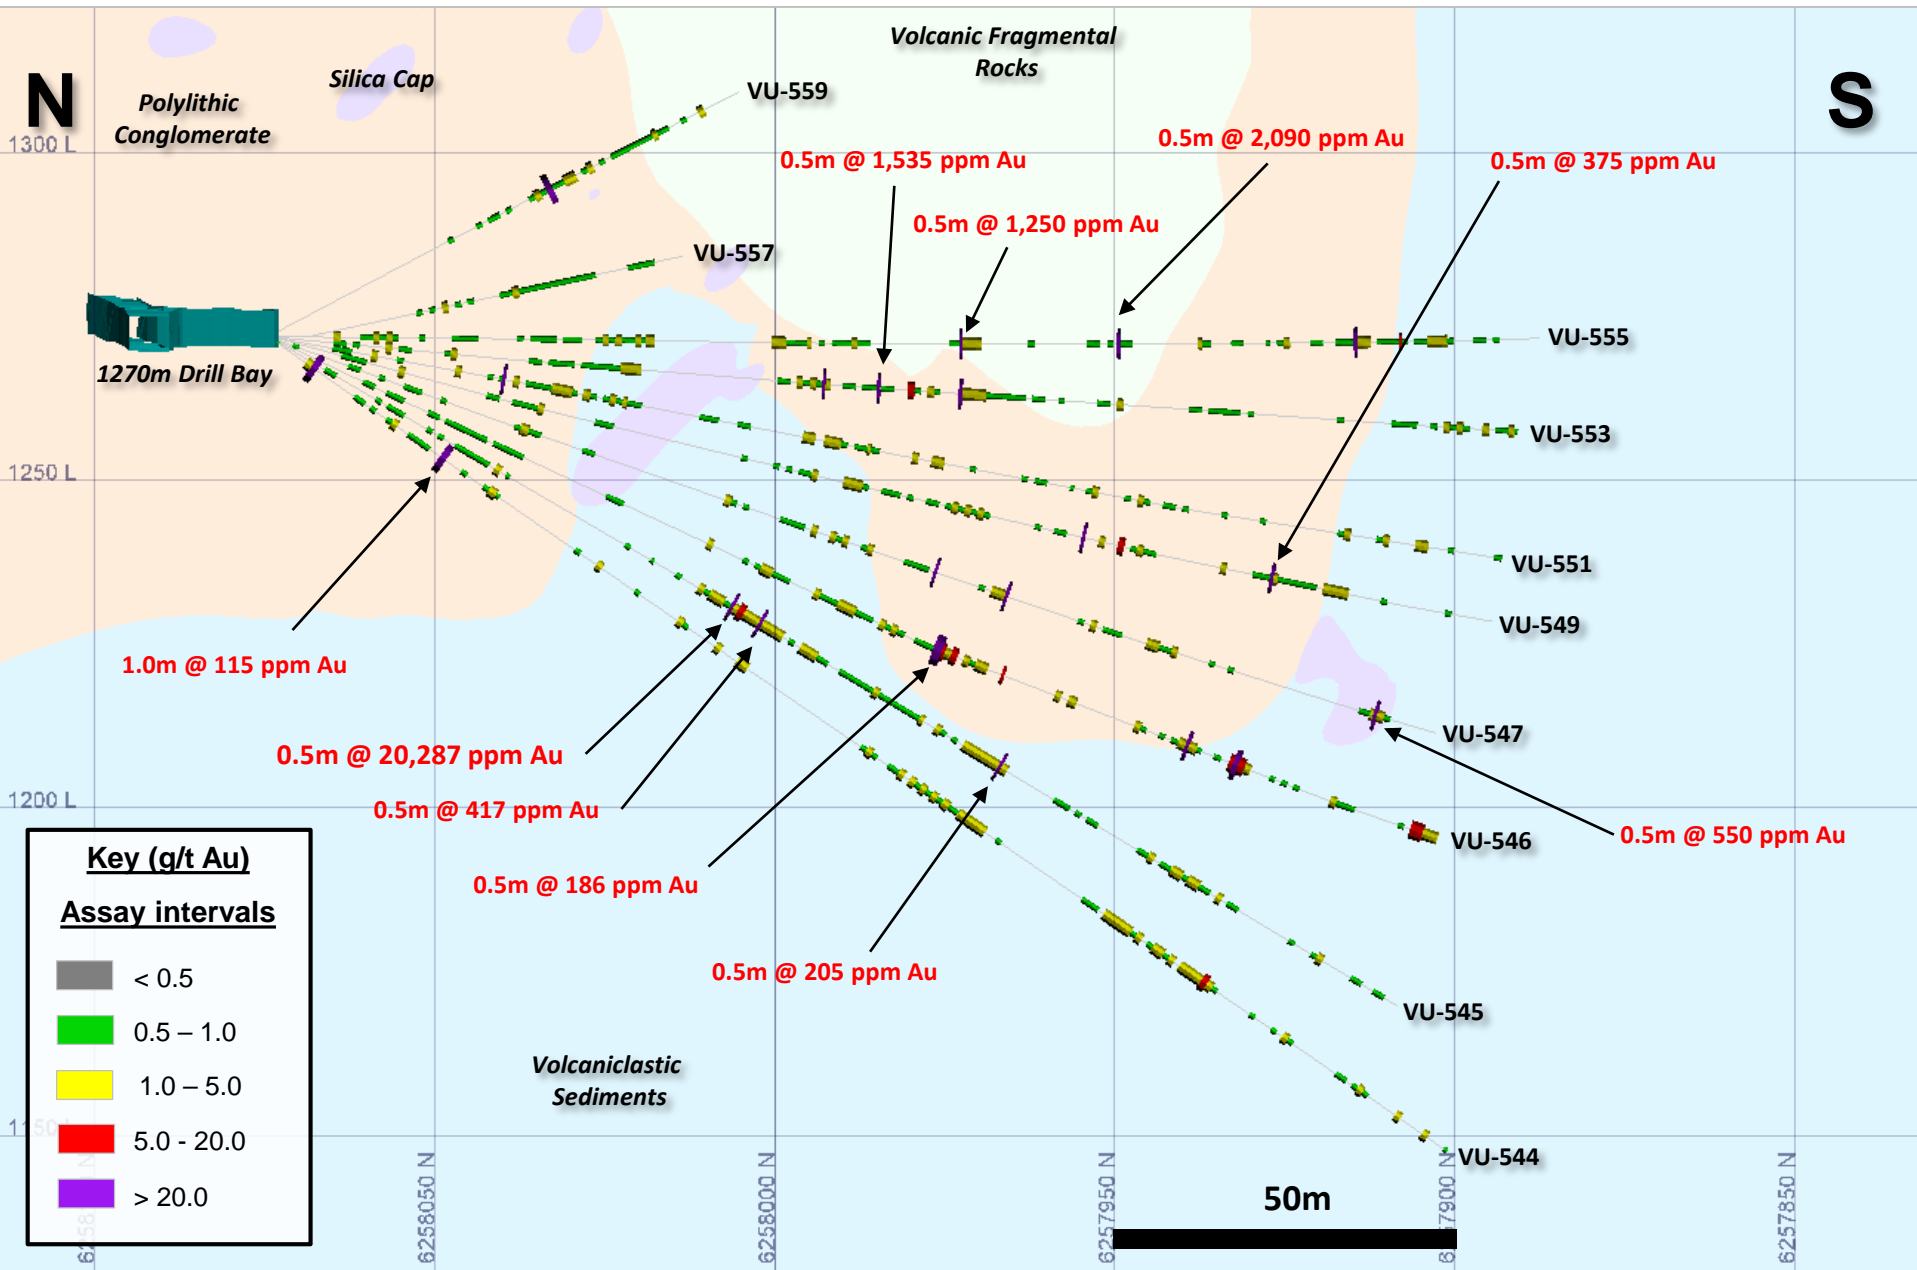 N
S
Volcanic Fragmental
Rocks
Silica Cap
Polylithic
Conglomerate
VU-559
1300 L
0.5m @ 1,535 ppm Au
0.5m @ 2,090 ppm Au
0.5m @ 375 ppm Au
0.5m @ 1,250 ppm Au
VU-557
VU-555
1270m Drill Bay
VU-553
1250 L
VU-551
VU-549
1.0m @ 115 ppm Au
VU-547
0.5m @ 20,287 ppm Au
0.5m @ 417 ppm Au
1200 L
VU-546
0.5m @ 550 ppm Au
0.5m @ 186 ppm Au
0.5m @ 205 ppm Au
VU-545
Volcaniclastic
Sediments
VU-544
Key (g/t Au)
Assay intervals
< 0.5
0.5 – 1.0
1.0 – 5.0
5.0 - 20.0
> 20.0
1150 L
6258050 N
6258000 N
6257950 N
6257900 N
6257850 N
50m